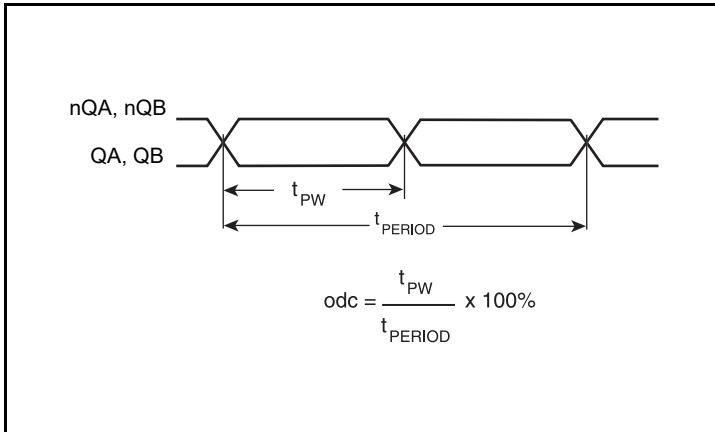 nQA, nQB
QA, QB
tPW
tPERIOD
odc = tPW / tPERIOD x 100%